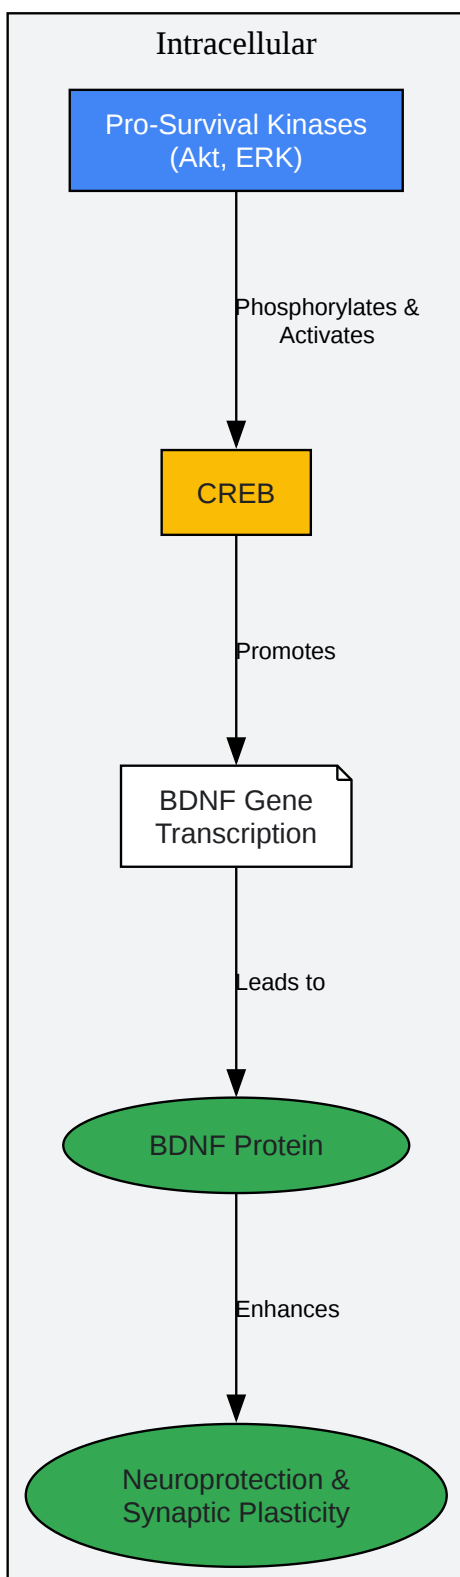 Intracellular
Pro-Survival Kinases
(Akt, ERK)
Phosphorylates &
Activates
CREB
Promotes
BDNF Gene
Transcription
Leads to
BDNF Protein
Enhances
Neuroprotection &
Synaptic Plasticity